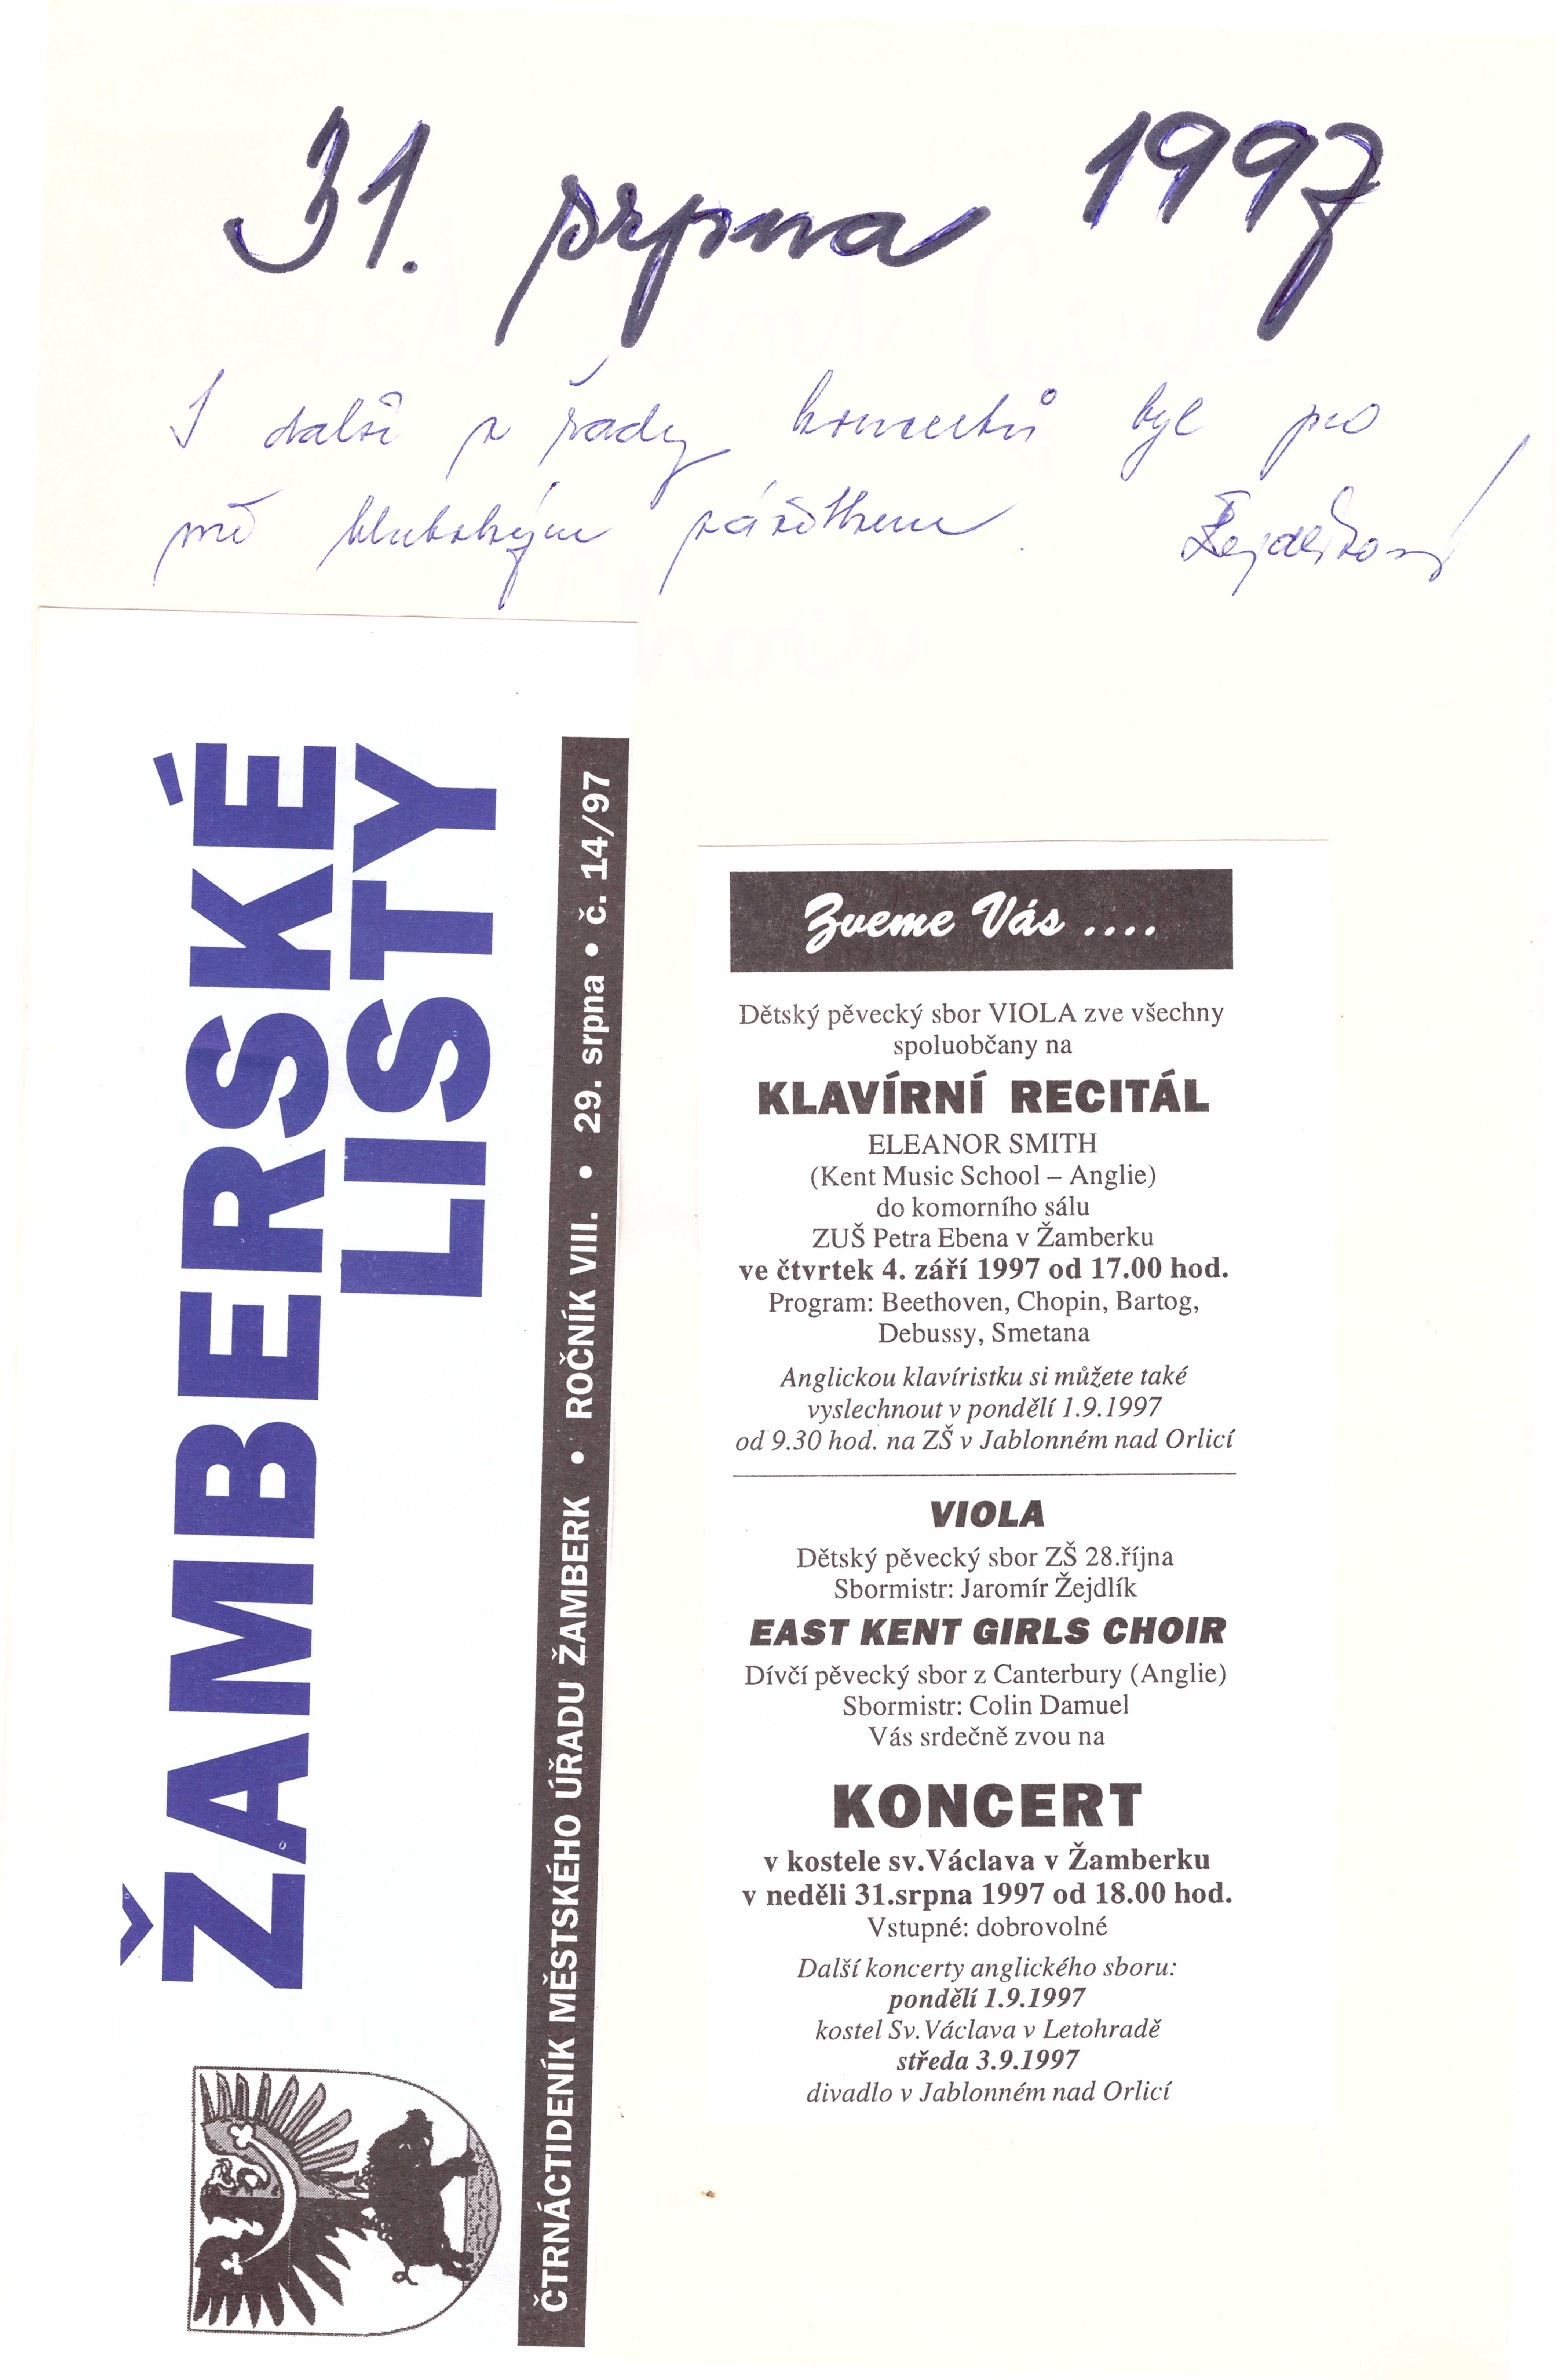 31. srpna 1997
I další z řady koncertů byl pro
mě hlubokým zážitkem.
ŽAMBERSKÉ
LISTY
ČTRNÁCTIDENÍK MĚSTSKÉHO ÚŘADU ŽAMBERK • ROČNÍK VIII. • 29. srpna • č. 14/97
Zveme Vás ....
Dětský pěvecký sbor VIOLA zve všechny
spoluobčany na
KLAVÍRNÍ RECITÁL
ELEANOR SMITH
(Kent Music School – Anglie)
do komorního sálu
ZUŠ Petra Ebena v Žamberku
ve čtvrtek 4. září 1997 od 17.00 hod.
Program: Beethoven, Chopin, Bartog,
Debussy, Smetana
Anglickou klavíristku si můžete také
vyslechnout v pondělí 1.9.1997
od 9.30 hod. na ZŠ v Jablonném nad Orlicí
VIOLA
Dětský pěvecký sbor ZŠ 28.října
Sbormistr: Jaromír Žejdlík
EAST KENT GIRLS CHOIR
Dívčí pěvecký sbor z Canterbury (Anglie)
Sbormistr: Colin Damuel
Vás srdečně zvou na
KONCERT
v kostele sv.Václava v Žamberku
v neděli 31.srpna 1997 od 18.00 hod.
Vstupné: dobrovolné
Další koncerty anglického sboru:
pondělí 1.9.1997
kostel Sv.Václava v Letohradě
středa 3.9.1997
divadlo v Jablonném nad Orlicí